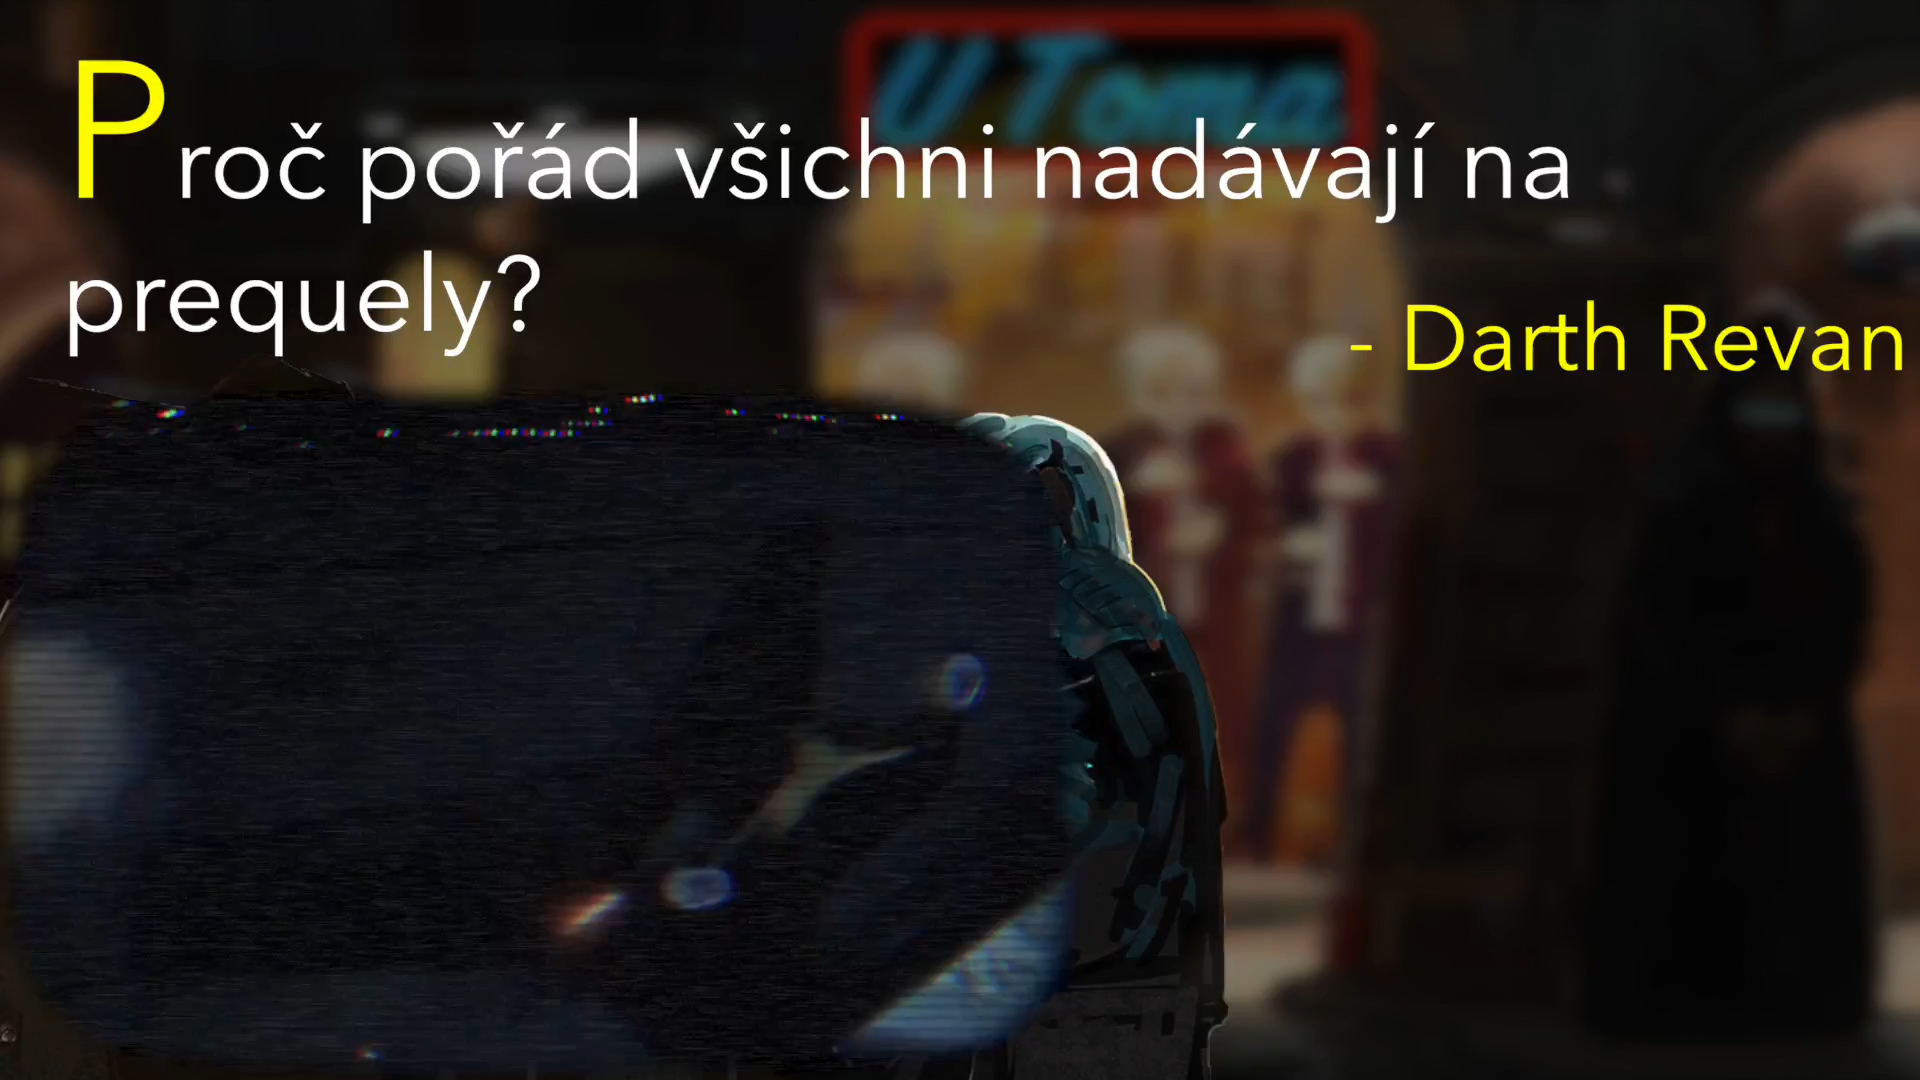 U Toma
Proč pořád všichni nadávají na
prequely?
- Darth Revan